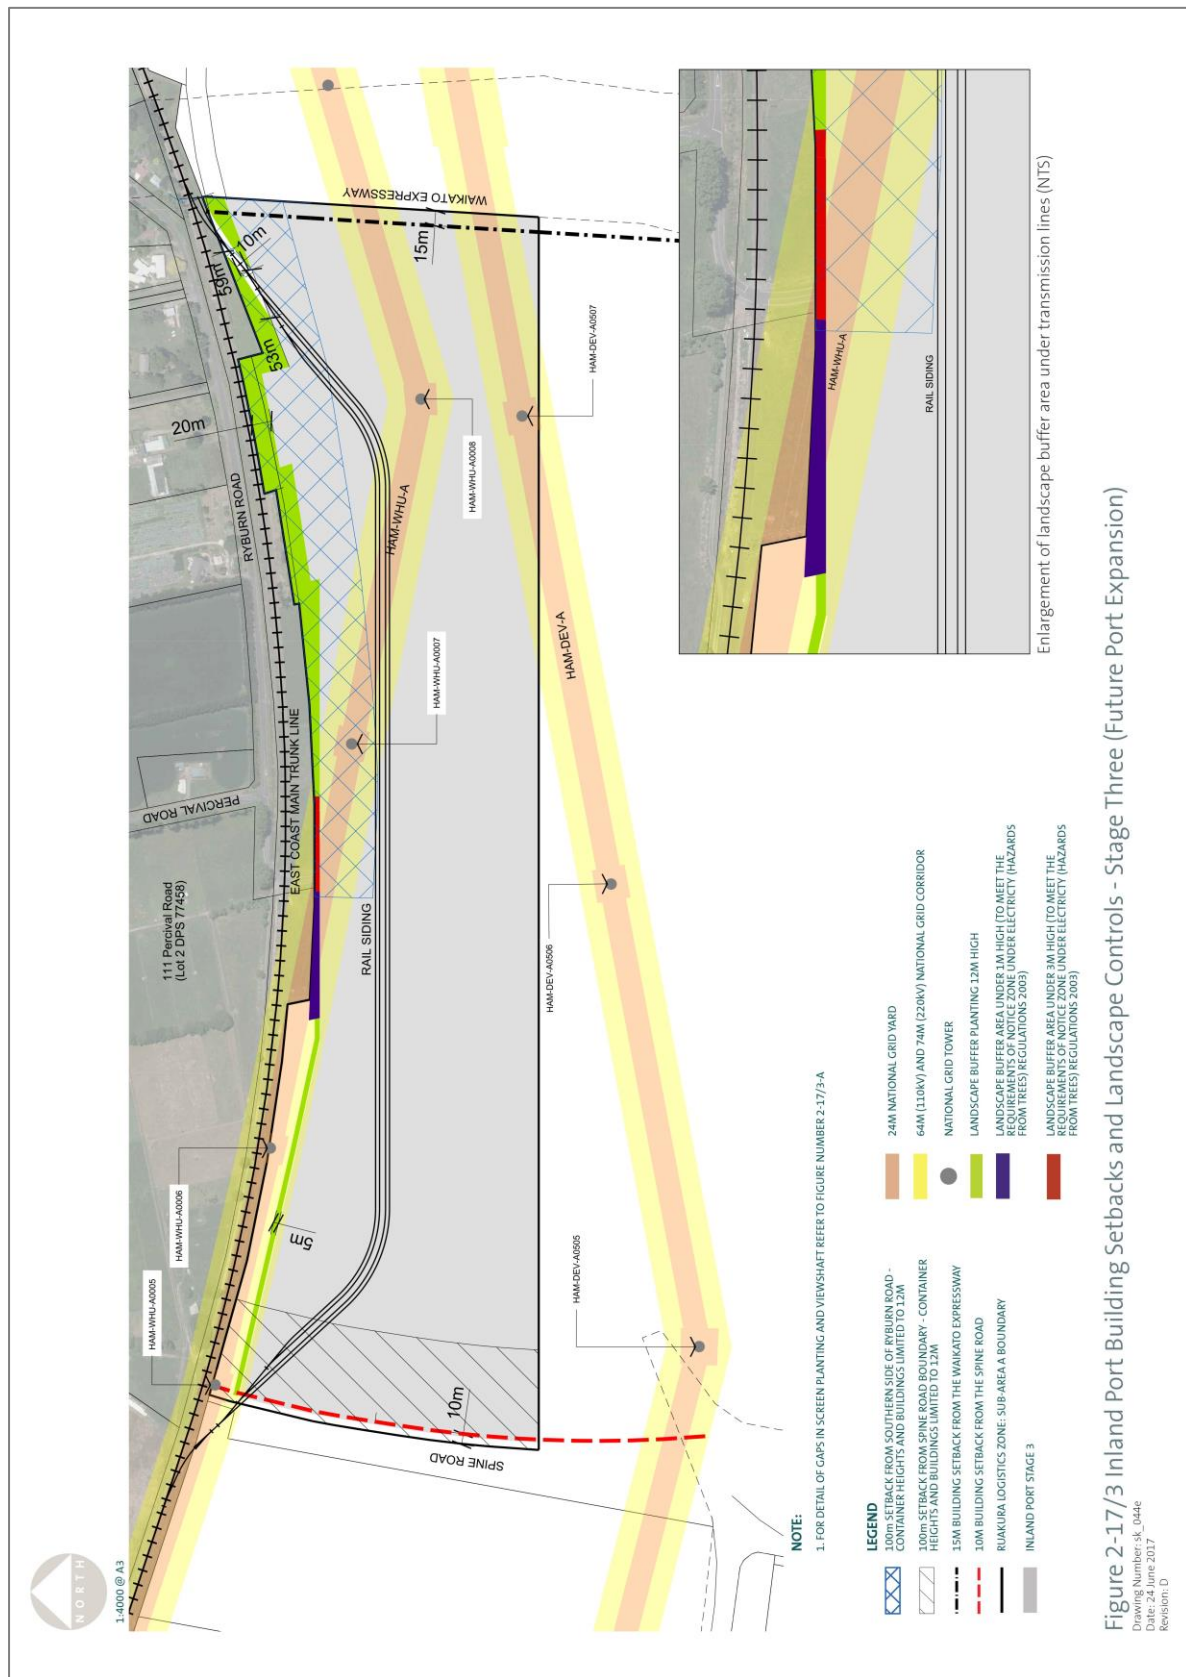 NORTH
1:4000 @ A3
111 Percival Road
(Lot 2 DPS 77458)
PERCIVAL ROAD
RYBURN ROAD
EAST COAST MAIN TRUNK LINE
20m
53m
59m
10m
WAIKATO EXPRESSWAY
15m
HAM-WHU-A0005
HAM-WHU-A0006
HAM-WHU-A0007
HAM-WHU-A0008
HAM-WHU-A
5m
RAIL SIDING
SPINE ROAD
10m
HAM-DEV-A0505
HAM-DEV-A0506
HAM-DEV-A
HAM-DEV-A0507
HAM-WHU-A
RAIL SIDING
Enlargement of landscape buffer area under transmission lines (NTS)
NOTE:
1. FOR DETAIL OF GAPS IN SCREEN PLANTING AND VIEWSHAFT REFER TO FIGURE NUMBER 2-17/3-A
LEGEND
100m SETBACK FROM SOUTHERN SIDE OF RYBURN ROAD -
CONTAINER HEIGHTS AND BUILDINGS LIMITED TO 12M
100m SETBACK FROM SPINE ROAD BOUNDARY - CONTAINER
HEIGHTS AND BUILDINGS LIMITED TO 12M
15M BUILDING SETBACK FROM THE WAIKATO EXPRESSWAY
10M BUILDING SETBACK FROM THE SPINE ROAD
RUAKURA LOGISTICS ZONE: SUB-AREA A BOUNDARY
INLAND PORT STAGE 3
24M NATIONAL GRID YARD
64M (110kV) AND 74M (220kV) NATIONAL GRID CORRIDOR
NATIONAL GRID TOWER
LANDSCAPE BUFFER PLANTING 12M HIGH
LANDSCAPE BUFFER AREA UNDER 1M HIGH (TO MEET THE
REQUIREMENTS OF NOTICE ZONE UNDER ELECTRICTY (HAZARDS
FROM TREES) REGULATIONS 2003)
LANDSCAPE BUFFER AREA UNDER 3M HIGH (TO MEET THE
REQUIREMENTS OF NOTICE ZONE UNDER ELECTRICTY (HAZARDS
FROM TREES) REGULATIONS 2003)
Figure 2-17/3 Inland Port Building Setbacks and Landscape Controls - Stage Three (Future Port Expansion)
Drawing Number: sk_044e
Date: 24 June 2017
Revision: D